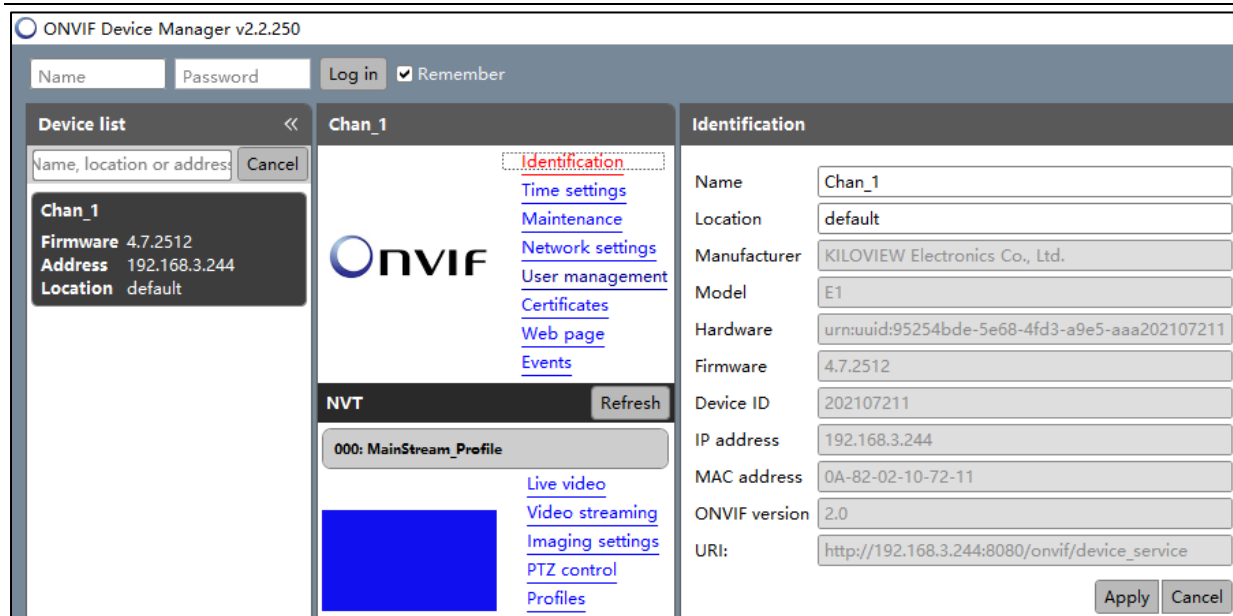 ONVIF Device Manager v2.2.250
Name
Password
Log in
Remember
Device list
«
Name, location or address
Cancel
Chan_1
Firmware 4.7.2512
Address 192.168.3.244
Location default
Chan_1
ONVIF
Identification
Time settings
Maintenance
Network settings
User management
Certificates
Web page
Events
NVT
Refresh
000: MainStream_Profile
Live video
Video streaming
Imaging settings
PTZ control
Profiles
Identification
Name Chan_1
Location default
Manufacturer KILOVIEW Electronics Co., Ltd.
Model E1
Hardware urn:uuid:95254bde-5e68-4fd3-a9e5-aaa202107211
Firmware 4.7.2512
Device ID 202107211
IP address 192.168.3.244
MAC address 0A-82-02-10-72-11
ONVIF version 2.0
URI: http://192.168.3.244:8080/onvif/device_service
Apply
Cancel